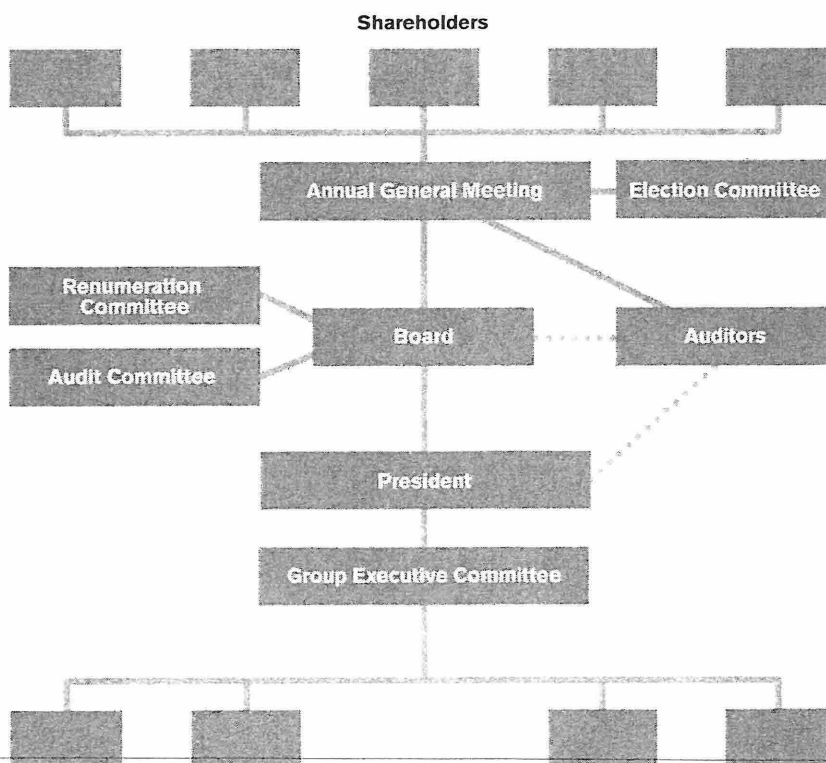 Shareholders
Annual General Meeting
Election Committee
Renumeration
Committee
Board
Auditors
Audit Committee
President
Group Executive Committee